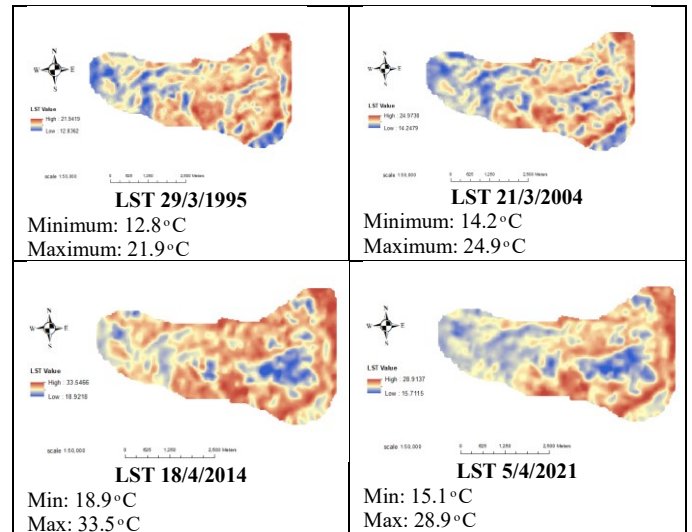 N
W E
S
LST Value
High : 21.9419
Low : 12.8362
scale 1:50,000
0 625 1,250 2,500 Meters
LST 29/3/1995
Minimum: 12.8°C
Maximum: 21.9°C
N
W E
S
LST Value
High : 24.9738
Low : 14.2479
scale 1:50,000
0 625 1,250 2,500 Meters
LST 21/3/2004
Minimum: 14.2°C
Maximum: 24.9°C
N
W E
S
LST Value
High : 33.5466
Low : 18.9218
scale 1:50,000
0 625 1,250 2,500 Meters
LST 18/4/2014
Min: 18.9°C
Max: 33.5°C
N
W E
S
LST Value
High : 28.9137
Low : 15.7115
scale 1:50,000
0 625 1,250 2,500 Meters
LST 5/4/2021
Min: 15.1°C
Max: 28.9°C